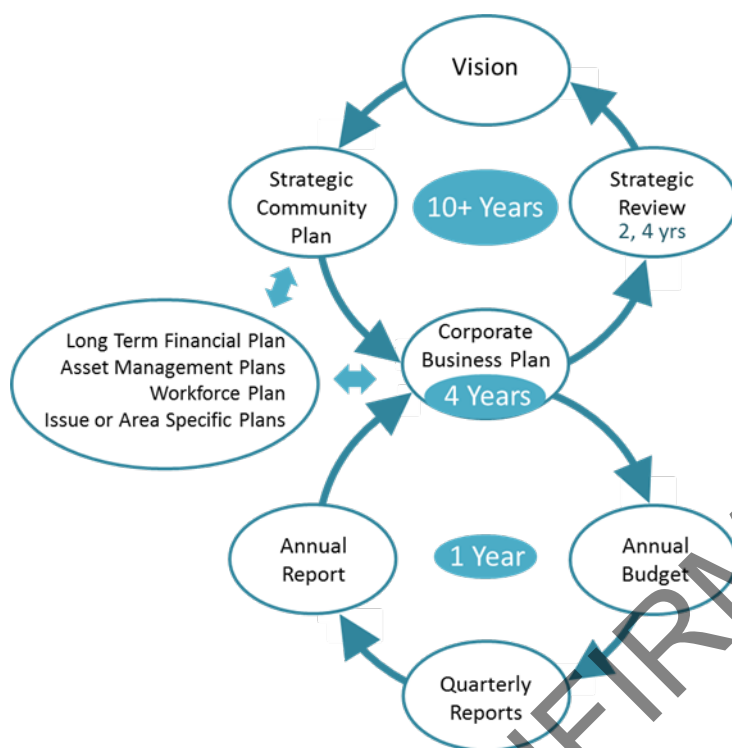 Vision
Strategic
Community
Plan
10+ Years
Strategic
Review
2, 4 yrs
Long Term Financial Plan
Asset Management Plans
Workforce Plan
Issue or Area Specific Plans
Corporate
Business Plan
4 Years
Annual
Report
1 Year
Annual
Budget
Quarterly
Reports